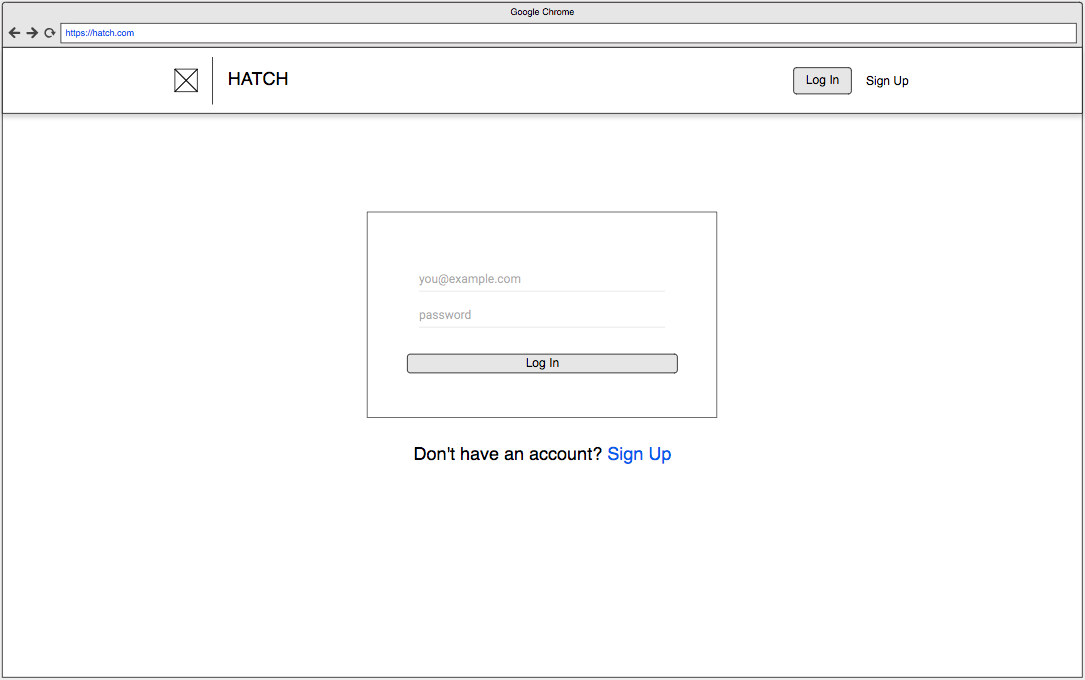 Google Chrome
https://hatch.com
HATCH
Log In
Sign Up
you@example.com
password
Log In
Don't have an account? Sign Up